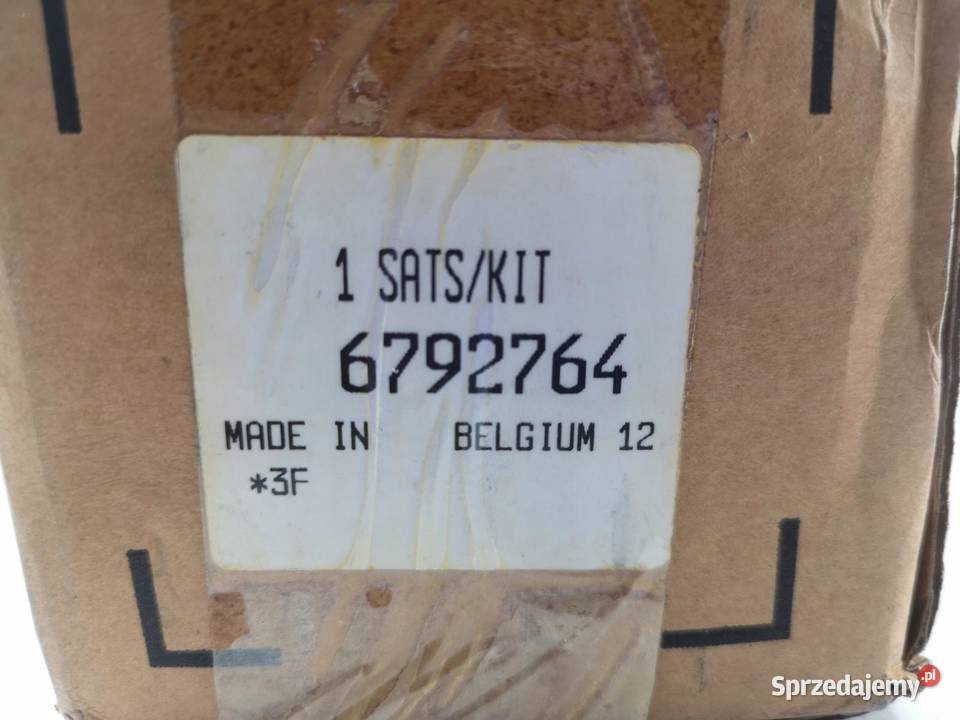 1 SATS/KIT
6792764
MADE IN BELGIUM 12
*3F
Sprzedajemy.pl